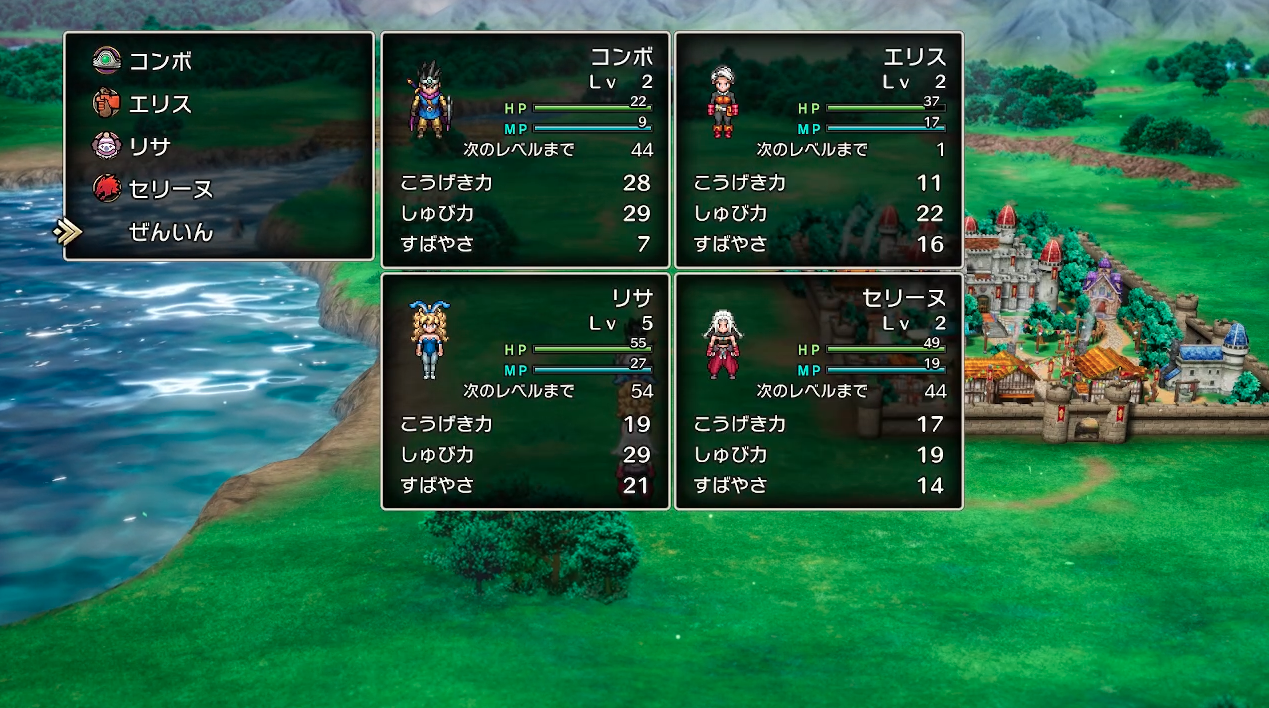 コンボ
エリス
リサ
セリーヌ
ぜんいん
コンボ
Lv 2
HP 22
MP 9
次のレベルまで 44
こうげき力 28
しゅび力 29
すばやさ 7
エリス
Lv 2
HP 37
MP 17
次のレベルまで 1
こうげき力 11
しゅび力 22
すばやさ 16
リサ
Lv 5
HP 55
MP 27
次のレベルまで 54
こうげき力 19
しゅび力 29
すばやさ 21
セリーヌ
Lv 2
HP 49
MP 19
次のレベルまで 44
こうげき力 17
しゅび力 19
すばやさ 14